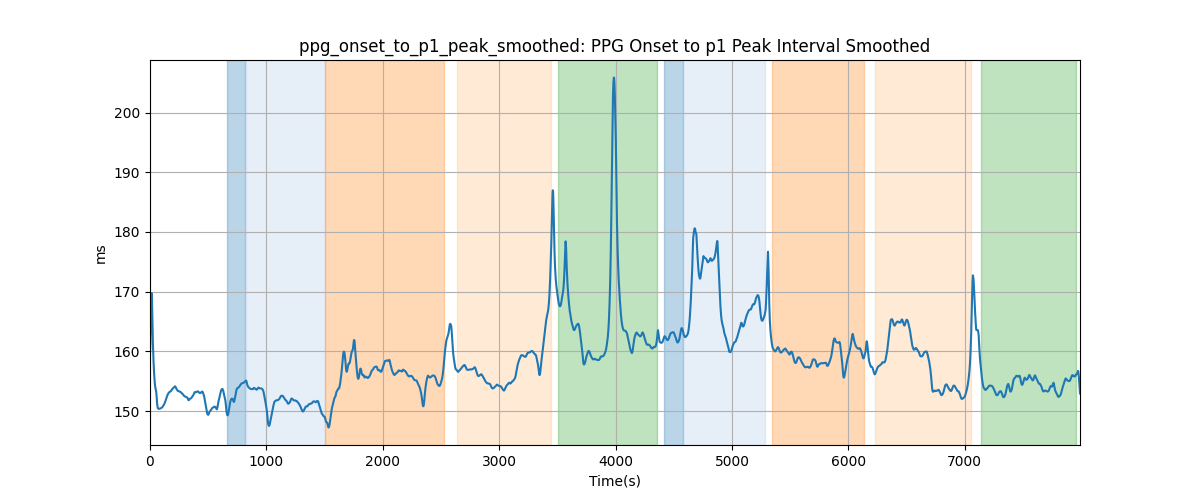 ppg_onset_to_p1_peak_smoothed: PPG Onset to p1 Peak Interval Smoothed
200
190
180
170
160
150
ms
0 1000 2000 3000 4000 5000 6000 7000
Time(s)